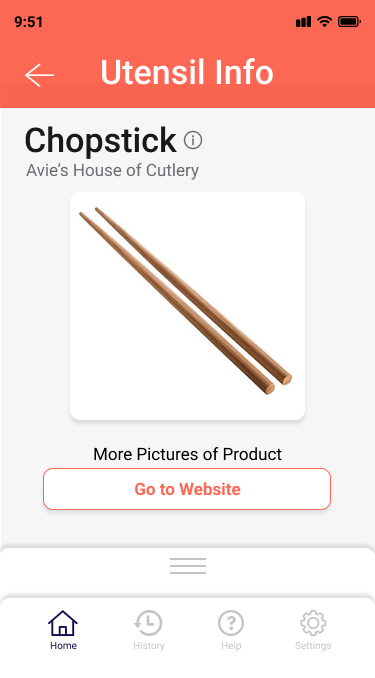 9:51
Utensil Info
Chopstick
Avie's House of Cutlery
More Pictures of Product
Go to Website
Home History Help Settings